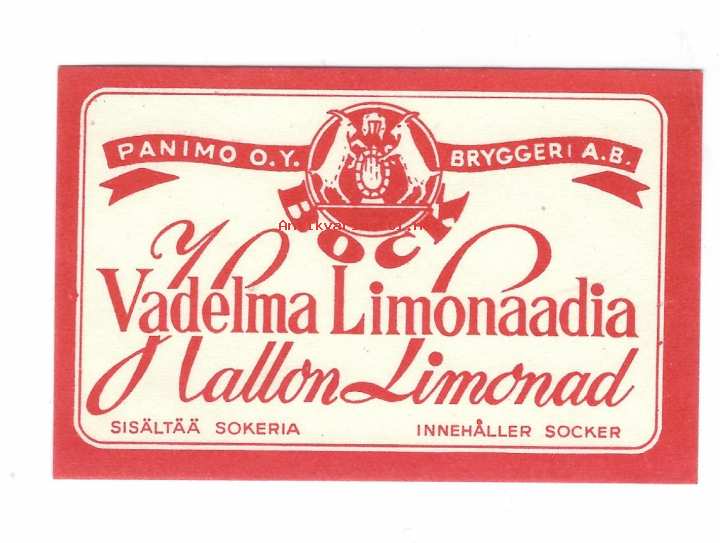 PANIMO O.Y. BRYGGERI A.B.
BOCK
Vadelma Limonaadia
Hallon Limonad
SISÄLTÄÄ SOKERIA INNEHÅLLER SOCKER